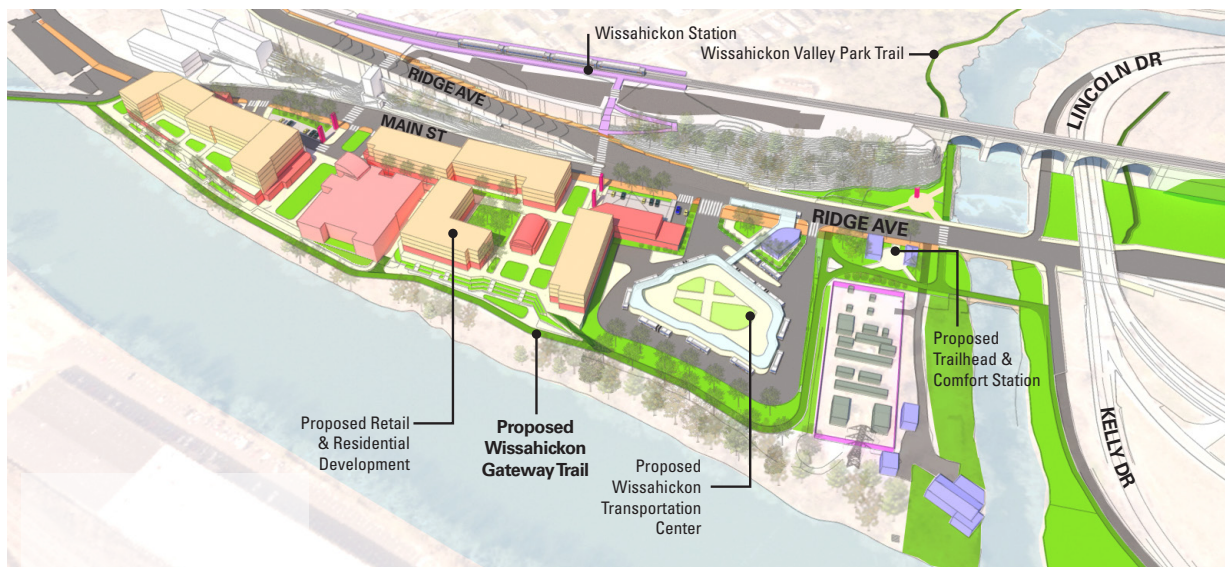 Wissahickon Station
Wissahickon Valley Park Trail
LINCOLN DR
RIDGE AVE
MAIN ST
RIDGE AVE
Proposed
Trailhead &
Comfort Station
KELLY DR
Proposed Retail
& Residential
Development
Proposed
Wissahickon
Gateway Trail
Proposed
Wissahickon
Transportation
Center